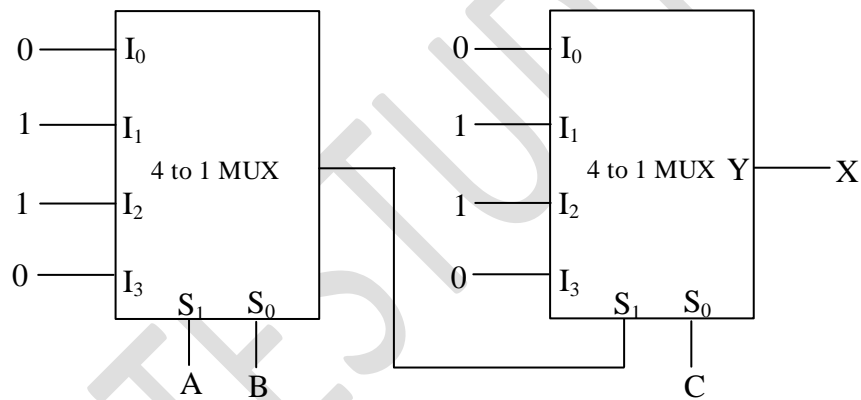 0 I₀
1 I₁
4 to 1 MUX
1 I₂
0 I₃
S₁ S₀
A B
0 I₀
1 I₁
4 to 1 MUX Y X
1 I₂
0 I₃
S₁ S₀
C